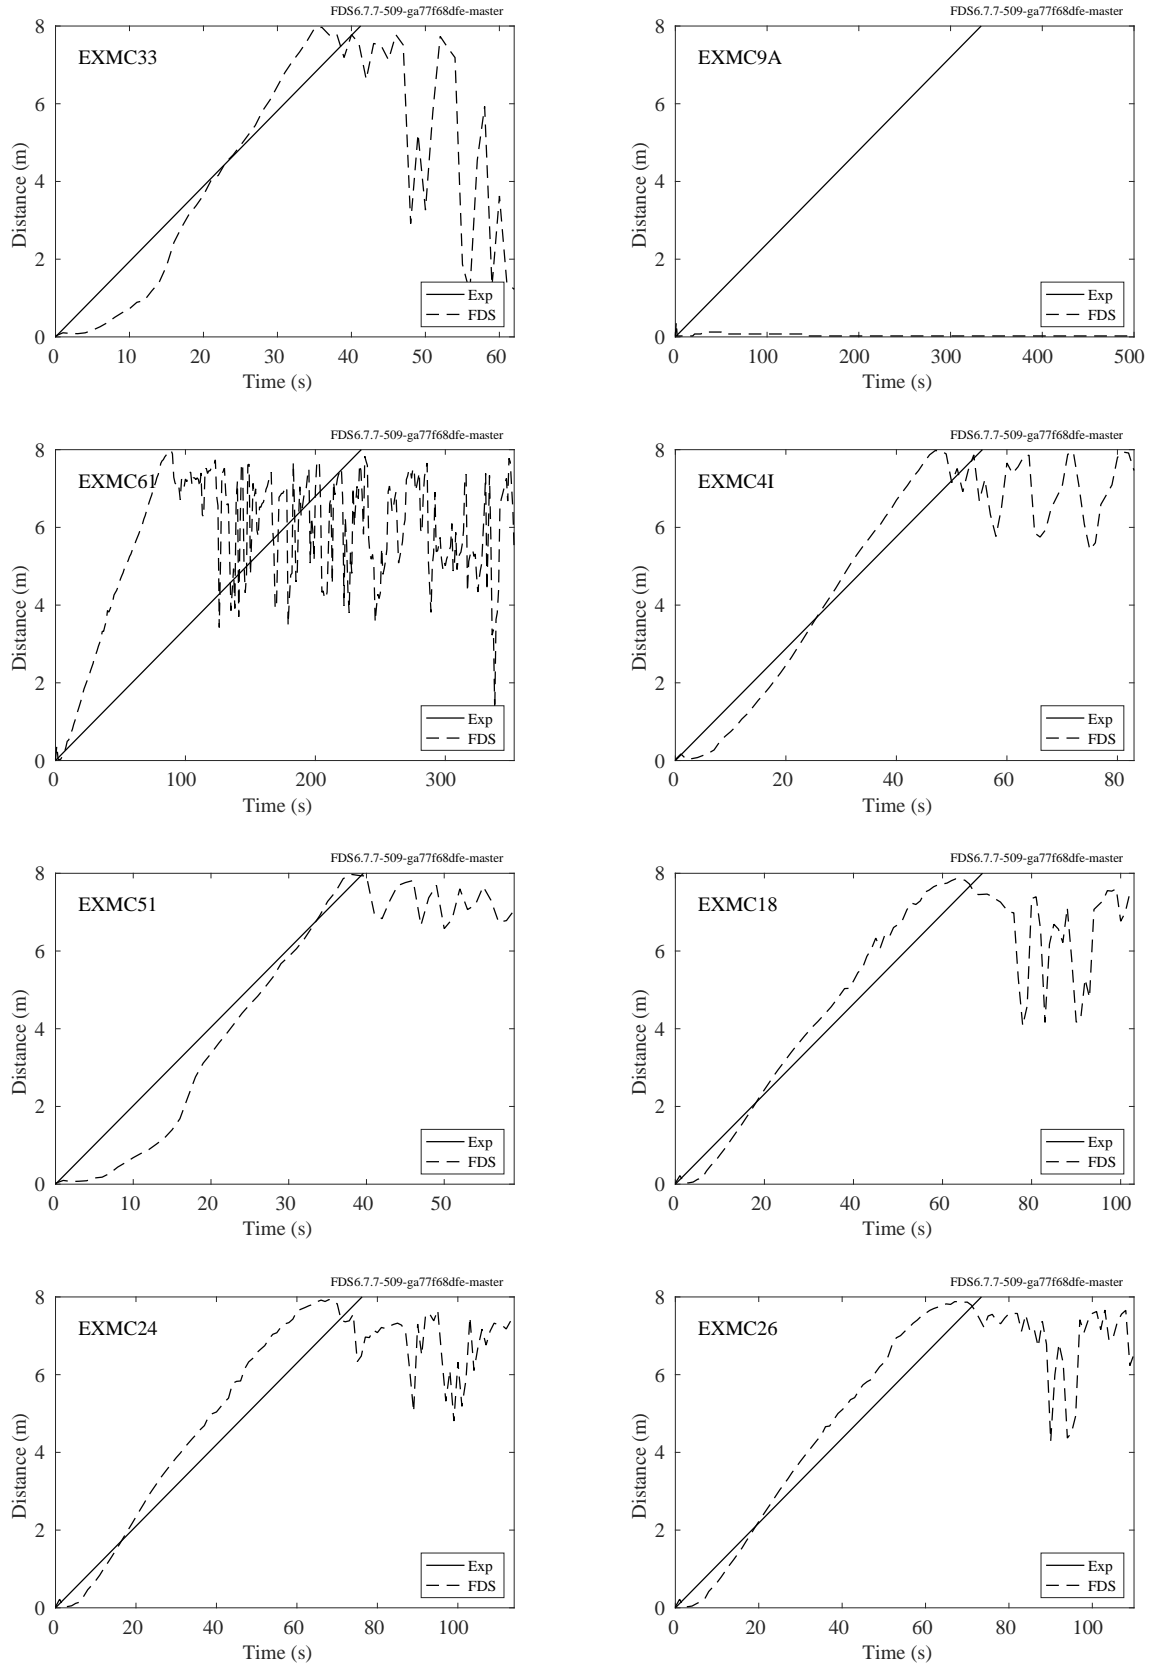 FDS6.7.7-509-ga77f68dfe-master
EXMC33
Distance (m)
8
6
4
2
0
0 10 20 30 40 50 60
Time (s)
Exp
FDS
FDS6.7.7-509-ga77f68dfe-master
EXMC9A
Distance (m)
8
6
4
2
0
0 100 200 300 400 500
Time (s)
Exp
FDS
FDS6.7.7-509-ga77f68dfe-master
EXMC61
Distance (m)
8
6
4
2
0
0 100 200 300
Time (s)
Exp
FDS
FDS6.7.7-509-ga77f68dfe-master
EXMC4I
Distance (m)
8
6
4
2
0
0 20 40 60 80
Time (s)
Exp
FDS
FDS6.7.7-509-ga77f68dfe-master
EXMC51
Distance (m)
8
6
4
2
0
0 10 20 30 40 50
Time (s)
Exp
FDS
FDS6.7.7-509-ga77f68dfe-master
EXMC18
Distance (m)
8
6
4
2
0
0 20 40 60 80 100
Time (s)
Exp
FDS
FDS6.7.7-509-ga77f68dfe-master
EXMC24
Distance (m)
8
6
4
2
0
0 20 40 60 80 100
Time (s)
Exp
FDS
FDS6.7.7-509-ga77f68dfe-master
EXMC26
Distance (m)
8
6
4
2
0
0 20 40 60 80 100
Time (s)
Exp
FDS